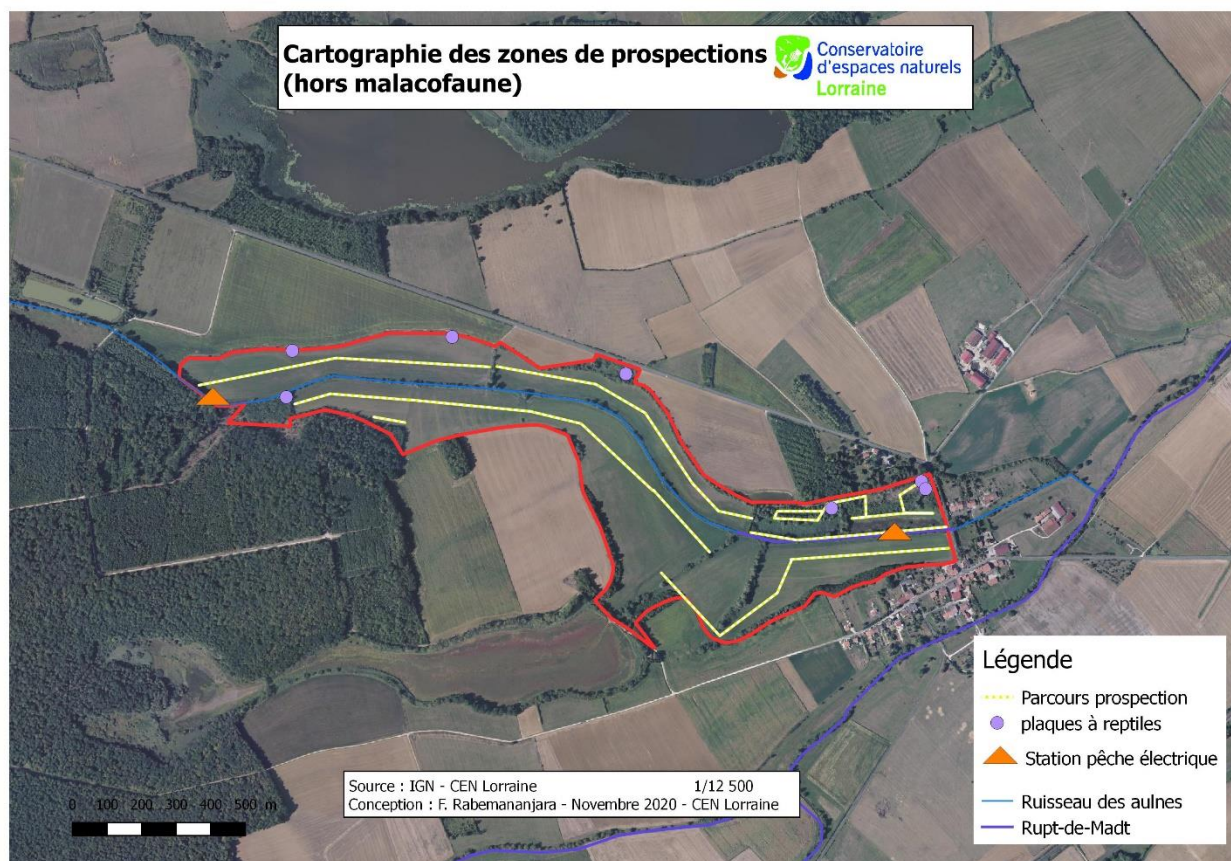 Cartographie des zones de prospections
(hors malacofaune)
Conservatoire
d'espaces naturels
Lorraine
Légende
Parcours prospection
plaques à reptiles
Station pêche électrique
Ruisseau des aulnes
Rupt-de-Madt
Source : IGN - CEN Lorraine 1/12 500
Conception : F. Rabemananjara - Novembre 2020 - CEN Lorraine
0 100 200 300 400 500 m